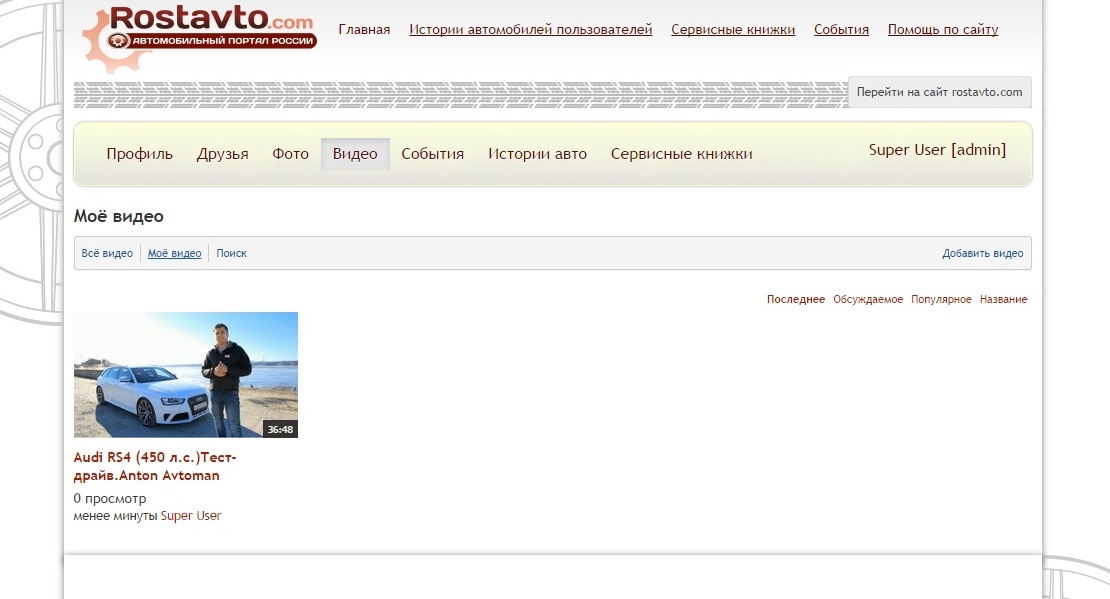 Rostavto.com
АВТОМОБИЛЬНЫЙ ПОРТАЛ РОССИИ
Главная Истории автомобилей пользователей Сервисные книжки События Помощь по сайту
Перейти на сайт rostavto.com
Профиль Друзья Фото Видео События Истории авто Сервисные книжки Super User [admin]
Моё видео
Всё видео Моё видео Поиск Добавить видео
Последнее Обсуждаемое Популярное Название
36:48
Audi RS4 (450 л.с.)Тест-
драйв.Anton Avtoman
0 просмотр
менее минуты Super User